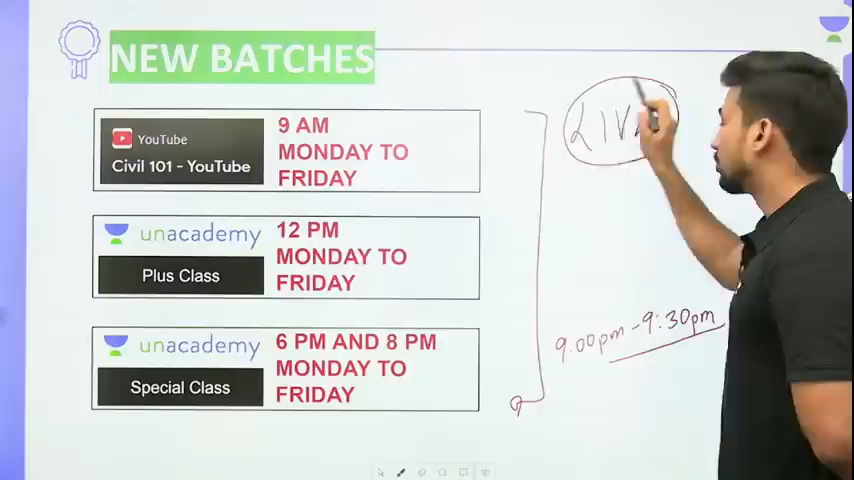 NEW BATCHES
YouTube
Civil 101 - YouTube
9 AM
MONDAY TO
FRIDAY
unacademy
Plus Class
12 PM
MONDAY TO
FRIDAY
unacademy
Special Class
6 PM AND 8 PM
MONDAY TO
FRIDAY
9:00pm - 9:30pm